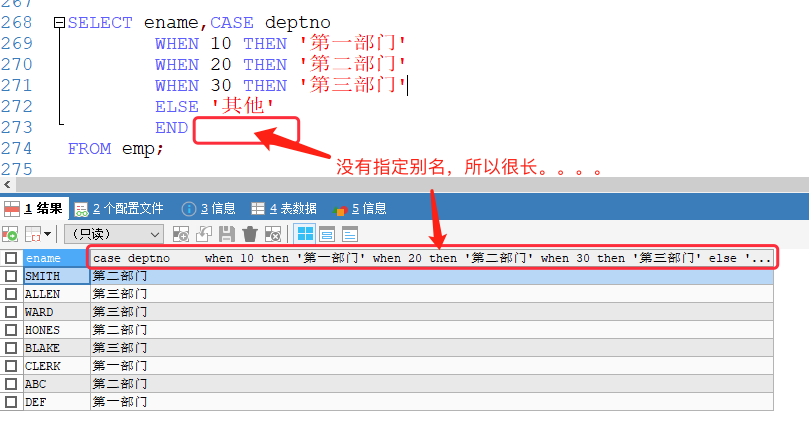 267
268 SELECT ename,CASE deptno
269 WHEN 10 THEN '第一部门'
270 WHEN 20 THEN '第二部门'
271 WHEN 30 THEN '第三部门'
272 ELSE '其他'
273 END
274 FROM emp;
275
没有指定别名，所以很长。。。。
1 结果 2 个配置文件 3 信息 4 表数据 5 信息
(只读)
ename case deptno when 10 then '第一部门' when 20 then '第二部门' when 30 then '第三部门' else '...
SMITH 第二部门
ALLEN 第三部门
WARD 第三部门
HONES 第二部门
BLAKE 第三部门
CLERK 第一部门
ABC 第二部门
DEF 第一部门